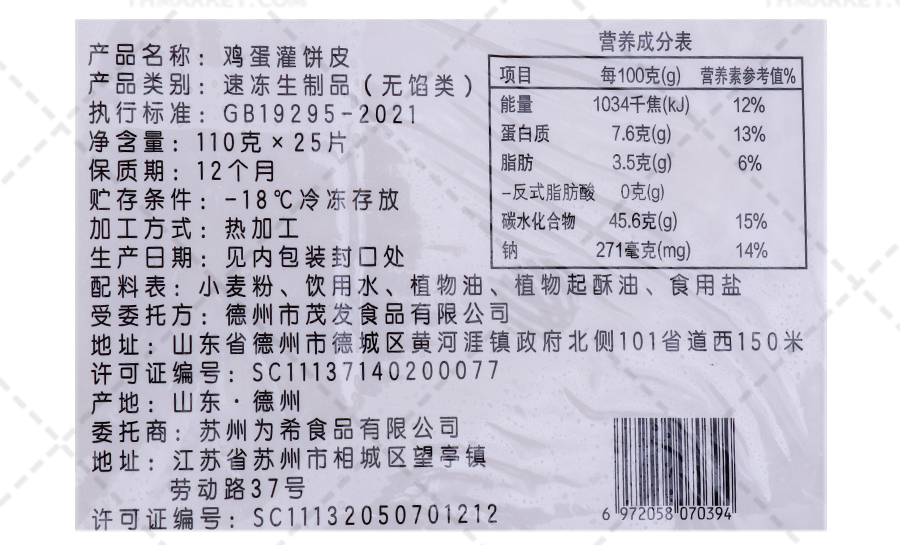 产品名称：鸡蛋灌饼皮
产品类别：速冻生制品（无馅类）
执行标准：GB19295-2021
净含量：110克×25片
保质期：12个月
贮存条件：-18℃冷冻存放
加工方式：热加工
生产日期：见内包装封口处
配料表：小麦粉、饮用水、植物油、植物起酥油、食用盐
受委托方：德州市茂发食品有限公司
地址：山东省德州市德城区黄河涯镇政府北侧101省道西150米
许可证编号：SC11137140200077
产地：山东·德州
委托商：苏州为希食品有限公司
地址：江苏省苏州市相城区望亭镇
劳动路37号
许可证编号：SC11132050701212
营养成分表
项目 每100克(g) 营养素参考值%
能量 1034千焦(kJ) 12%
蛋白质 7.6克(g) 13%
脂肪 3.5克(g) 6%
-反式脂肪酸 0克(g)
碳水化合物 45.6克(g) 15%
钠 271毫克(mg) 14%
6 972058 070394